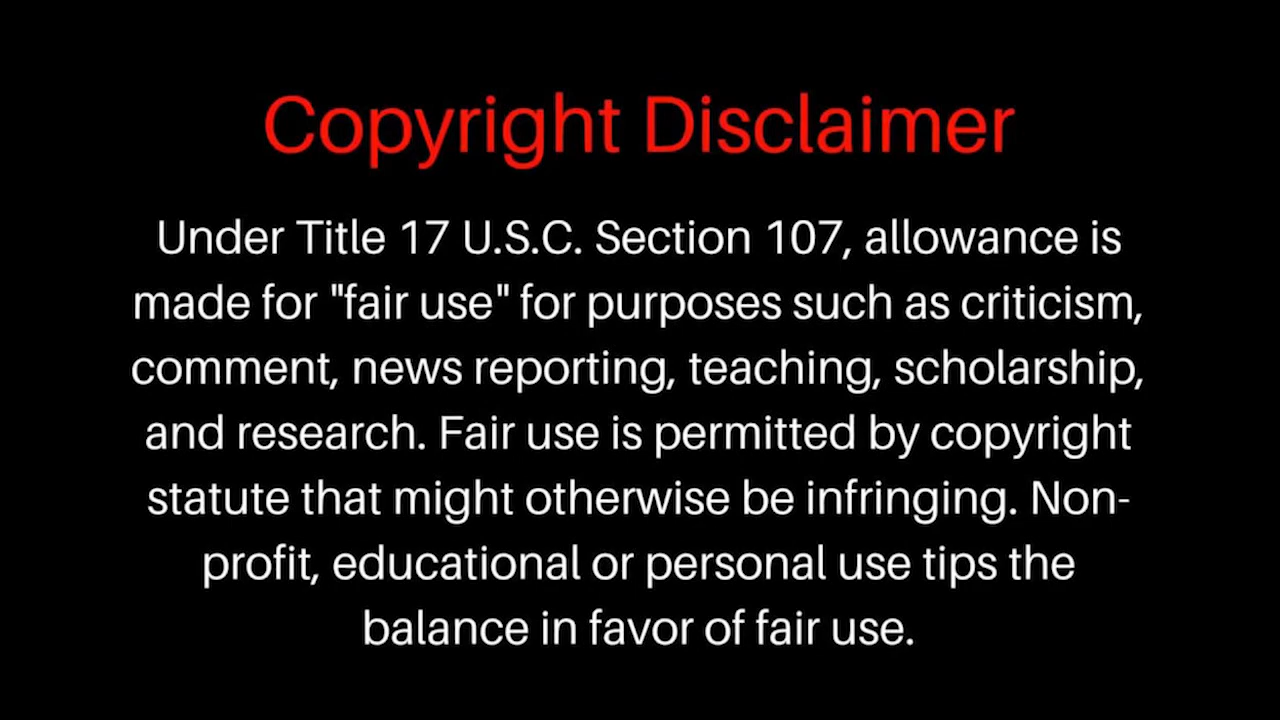 Copyright Disclaimer
Under Title 17 U.S.C. Section 107, allowance is
made for "fair use" for purposes such as criticism,
comment, news reporting, teaching, scholarship,
and research. Fair use is permitted by copyright
statute that might otherwise be infringing. Non-
profit, educational or personal use tips the
balance in favor of fair use.